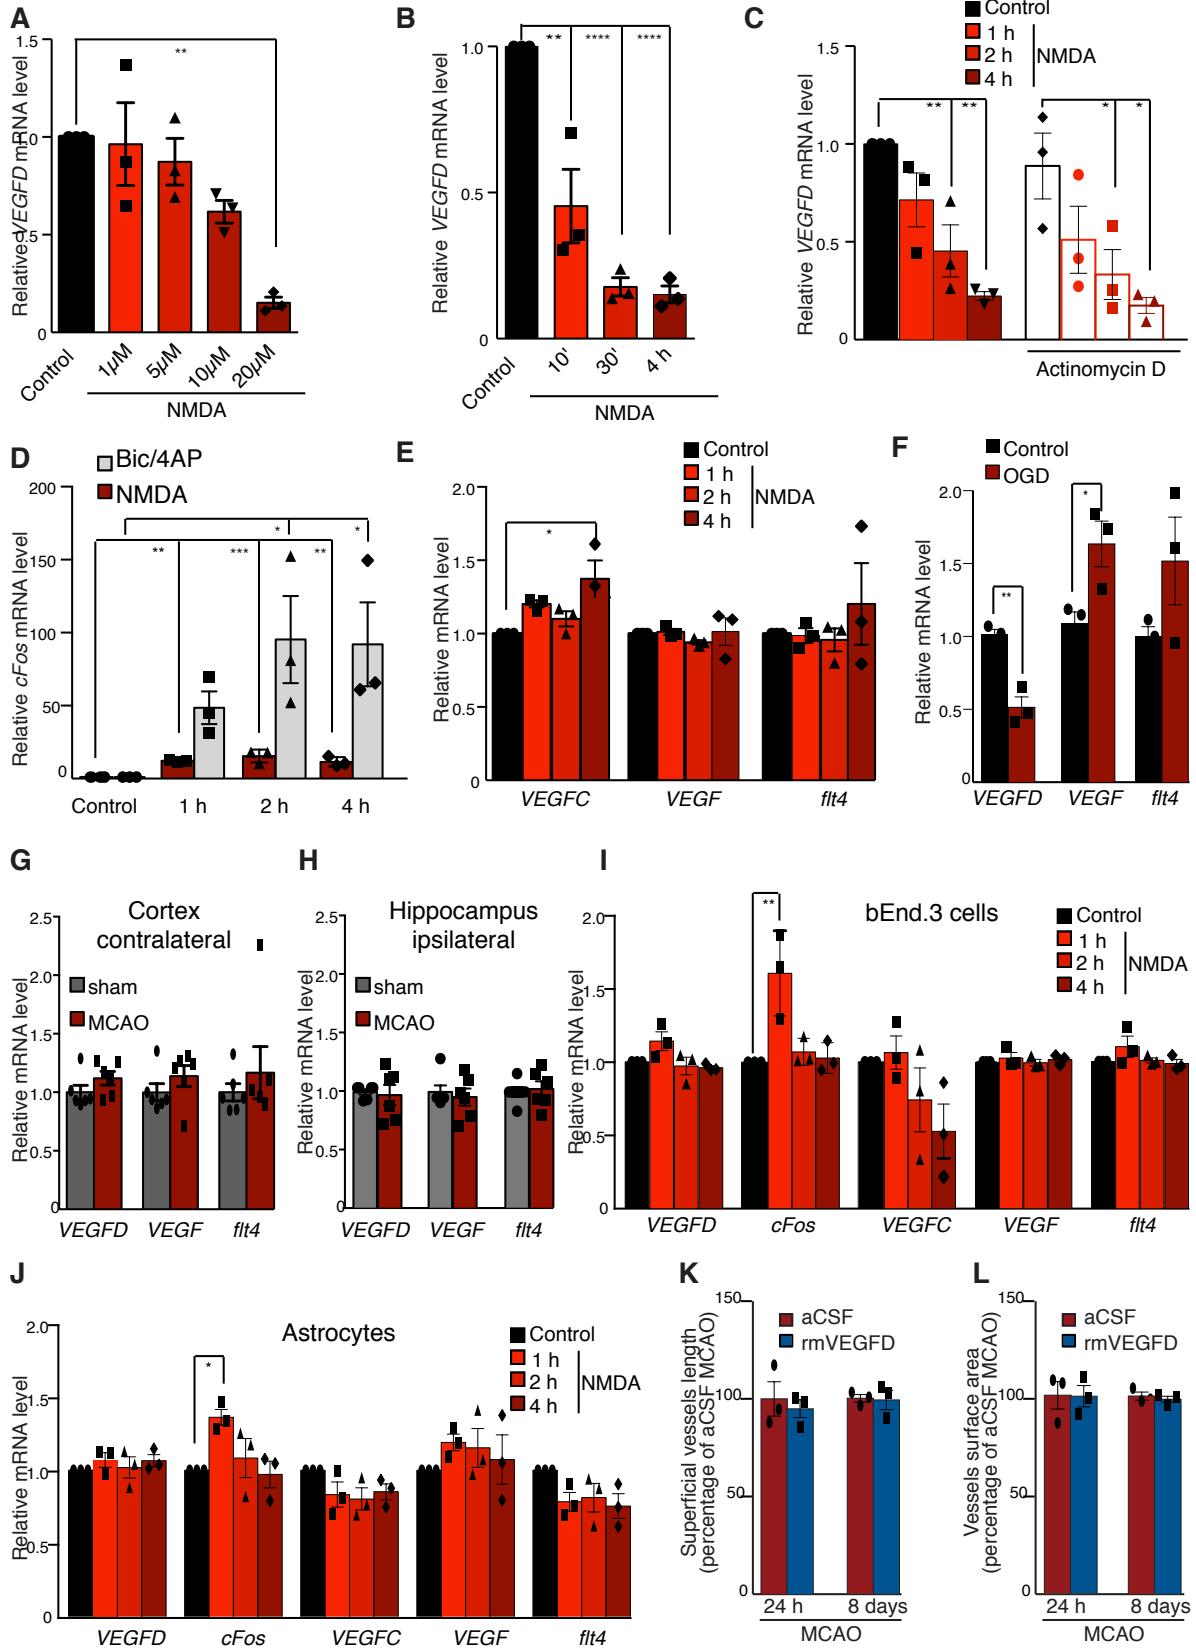 A
Relative VEGFD mRNA level
1.5
1.0
0.5
0
**
Control
1µM
5µM
10µM
20µM
NMDA
B
Relative VEGFD mRNA level
1.0
0.5
0
** **** ****
Control
10'
30'
4 h
NMDA
C
Control
1 h
2 h
4 h
NMDA
Relative VEGFD mRNA level
1.5
1.0
0.5
0
** **
* *
Actinomycin D
D
Bic/4AP
NMDA
Relative cFos mRNA level
200
150
100
50
0
* *
** *** **
Control 1 h 2 h 4 h
E
Control
1 h
2 h
4 h
NMDA
Relative mRNA level
2.0
1.5
1.0
0.5
0
*
VEGFC VEGF flt4
F
Control
OGD
Relative mRNA level
2.0
1.5
1.0
0.5
0
** *
VEGFD VEGF flt4
G
Cortex
contralateral
sham
MCAO
Relative mRNA level
2.5
2.0
1.5
1.0
0.5
0
VEGFD VEGF flt4
H
Hippocampus
ipsilateral
sham
MCAO
Relative mRNA level
2.5
2.0
1.5
1.0
0.5
0
VEGFD VEGF flt4
I
bEnd.3 cells
Control
1 h
2 h
4 h
NMDA
Relative mRNA level
2.0
1.5
1.0
0.5
0
**
VEGFD cFos VEGFC VEGF flt4
J
Astrocytes
Control
1 h
2 h
4 h
NMDA
Relative mRNA level
2.0
1.5
1.0
0.5
0
*
VEGFD cFos VEGFC VEGF flt4
K
aCSF
rmVEGFD
Superficial vessels length
(percentage of aCSF MCAO)
150
100
50
0
24 h 8 days
MCAO
L
aCSF
rmVEGFD
Vessels surface area
(percentage of aCSF MCAO)
150
100
50
0
24 h 8 days
MCAO